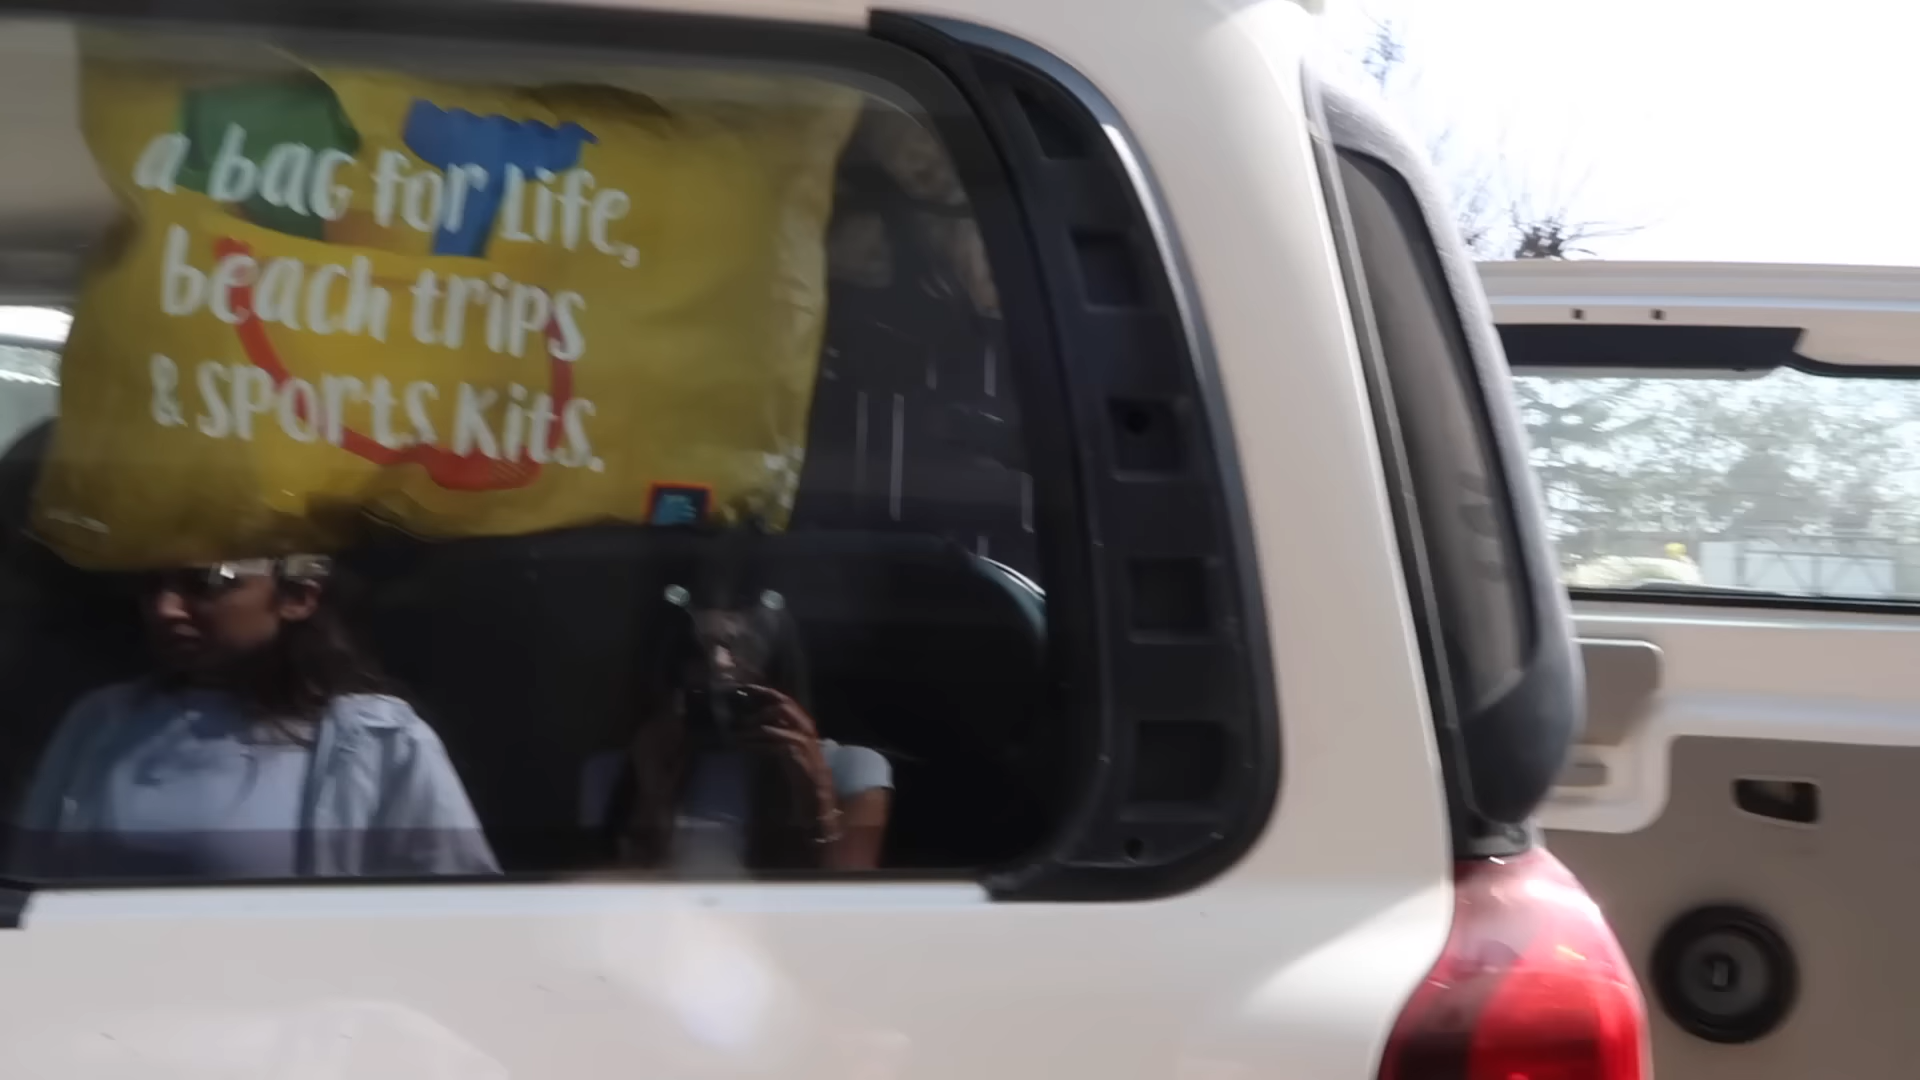 a bag for Life,
beach trips
& sports kits.